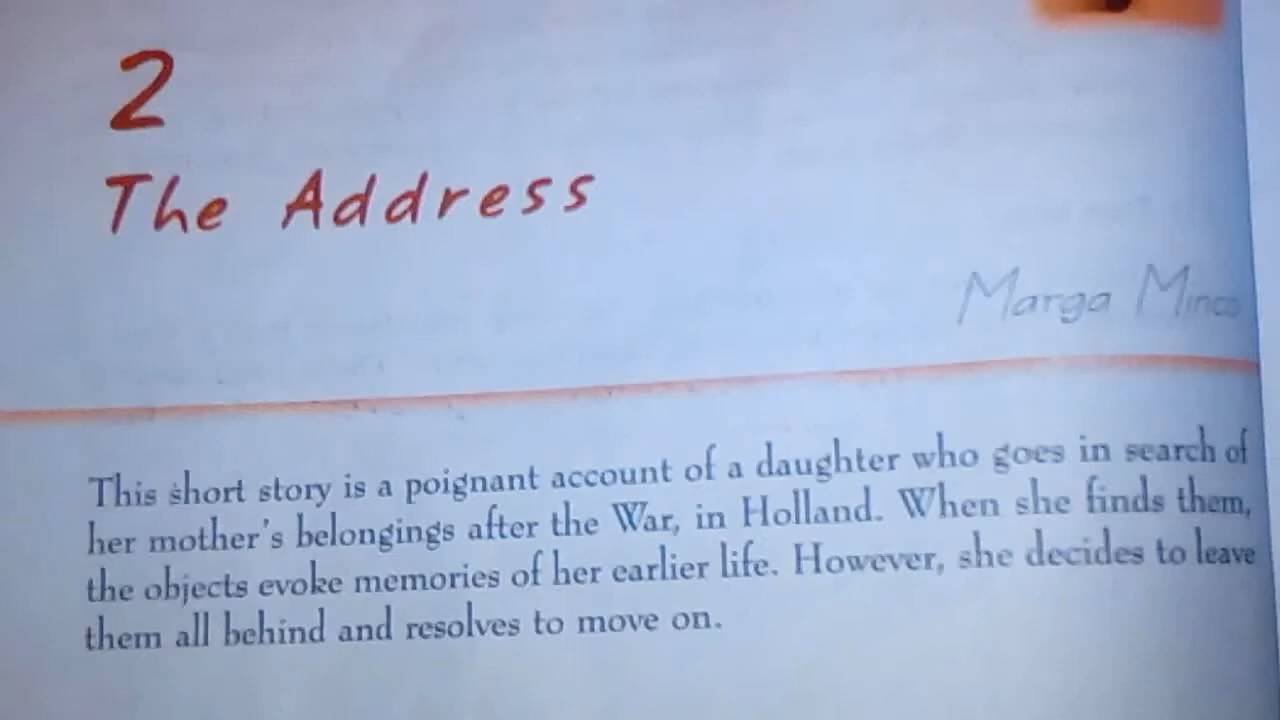 2
The Address
Marga Minco
This short story is a poignant account of a daughter who goes in search of
her mother's belongings after the War, in Holland. When she finds them,
the objects evoke memories of her earlier life. However, she decides to leave
them all behind and resolves to move on.